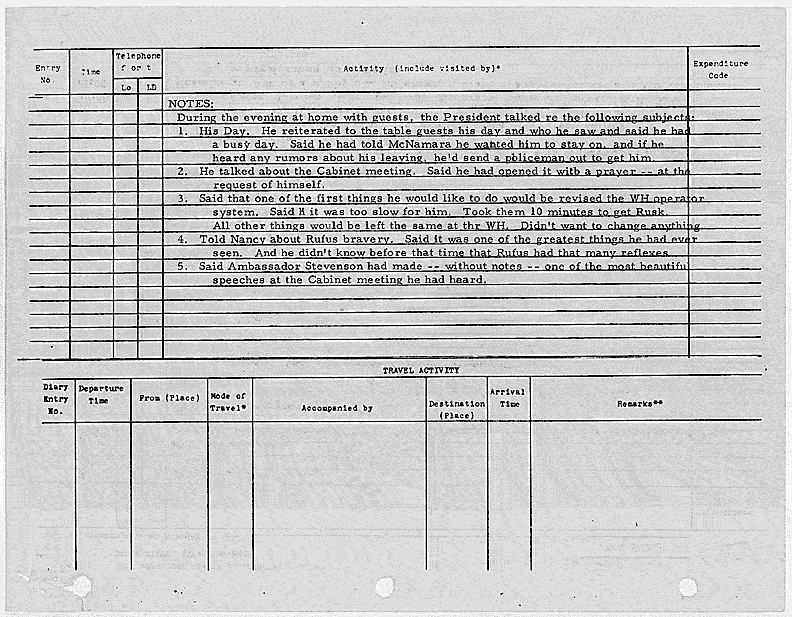 Entry No.
Time
Telephone f or t
Lo
LD
Activity (include visited by)*
Expenditure Code
NOTES:
During the evening at home with guests, the President talked re the following subjects:
1. His Day. He reiterated to the table guests his day and who he saw and said he had
a busy day. Said he had told McNamara he wanted him to stay on, and if he
heard any rumors about his leaving, he'd send a pbliceman out to get him.
2. He talked about the Cabinet meeting. Said he had opened it with a prayer -- at the
request of himself.
3. Said that one of the first things he would like to do would be revised the WH operator
system. Said it was too slow for him. Took them 10 minutes to get Rusk.
All other things would be left the same at thr WH. Didn't want to change anything
4. Told Nancy about Rufus bravery. Said it was one of the greatest things he had ever
seen. And he didn't know before that time that Rufus had that many reflexes
5. Said Ambassador Stevenson had made -- without notes -- one of the most beautifu
speeches at the Cabinet meeting he had heard.
TRAVEL ACTIVITY
Diary Entry No.
Departure Time
From (Place)
Mode of Travel*
Accompanied by
Destination (Place)
Arrival Time
Remarks**